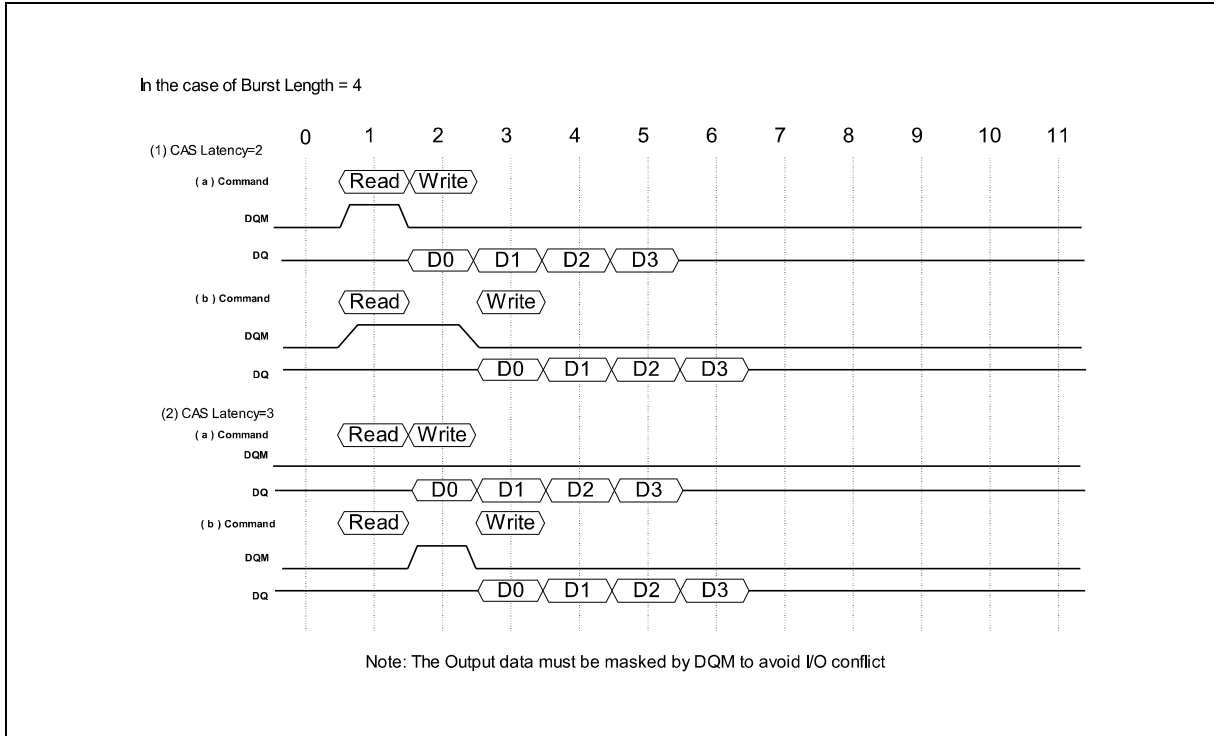 In the case of Burst Length = 4
0 1 2 3 4 5 6 7 8 9 10 11
(1) CAS Latency=2
( a ) Command Read Write
DQM
DQ D0 D1 D2 D3
( b ) Command Read Write
DQM
DQ D0 D1 D2 D3
(2) CAS Latency=3
( a ) Command Read Write
DQM
DQ D0 D1 D2 D3
( b ) Command Read Write
DQM
DQ D0 D1 D2 D3
Note: The Output data must be masked by DQM to avoid I/O conflict